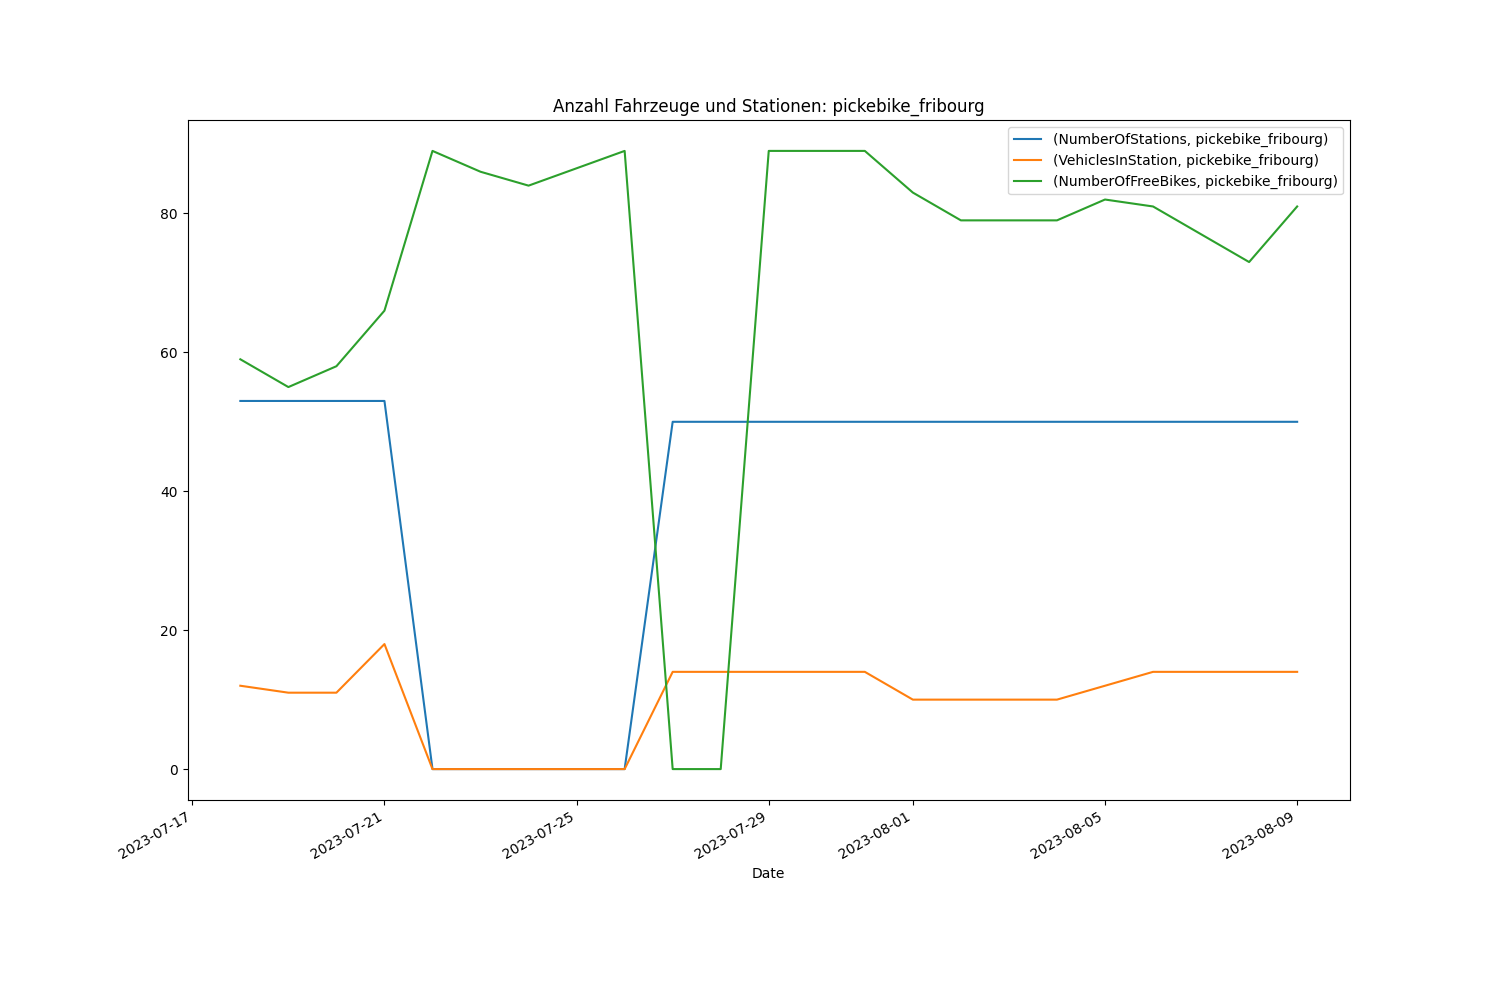 Anzahl Fahrzeuge und Stationen: pickebike_fribourg
(NumberOfStations, pickebike_fribourg)
(VehiclesInStation, pickebike_fribourg)
(NumberOfFreeBikes, pickebike_fribourg)
80
60
40
20
0
2023-07-17
2023-07-21
2023-07-25
2023-07-29
2023-08-01
2023-08-05
2023-08-09
Date